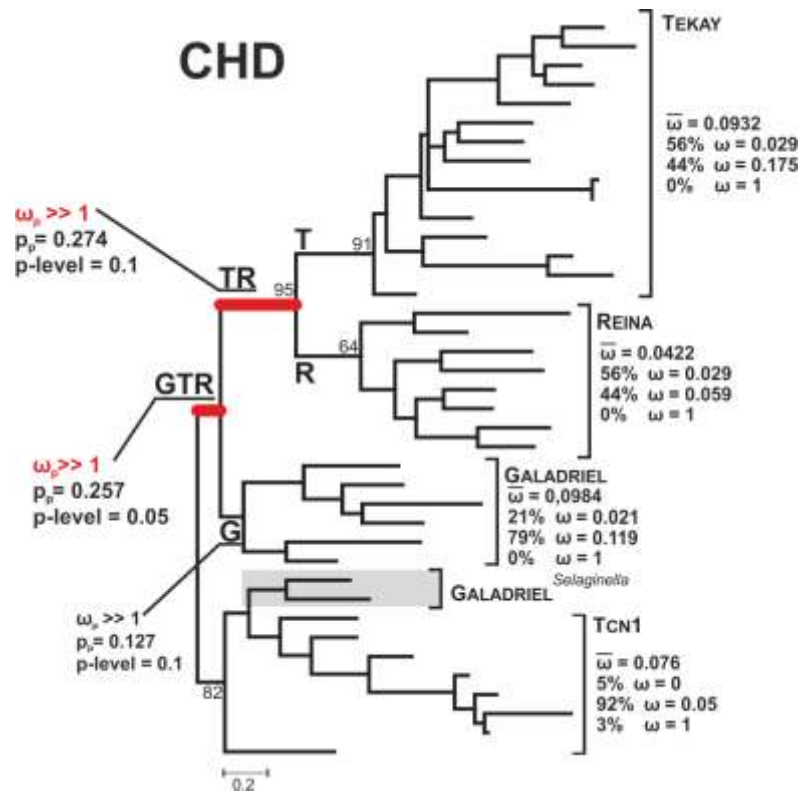 CHD
TEKAY
ω̅ = 0.0932
56% ω = 0.029
44% ω = 0.175
0% ω = 1
ωp >> 1
pp= 0.274
p-level = 0.1
TR
95
T
91
R
64
REINA
ω̅ = 0.0422
56% ω = 0.029
44% ω = 0.059
0% ω = 1
GTR
ωp>> 1
pp= 0.257
p-level = 0.05
G
GALADRIEL
ω̅ = 0,0984
21% ω = 0.021
79% ω = 0.119
0% ω = 1
GALADRIEL Selaginella
ωp >> 1
pp= 0.127
p-level = 0.1
82
TCN1
ω̅ = 0.076
5% ω = 0
92% ω = 0.05
3% ω = 1
0.2